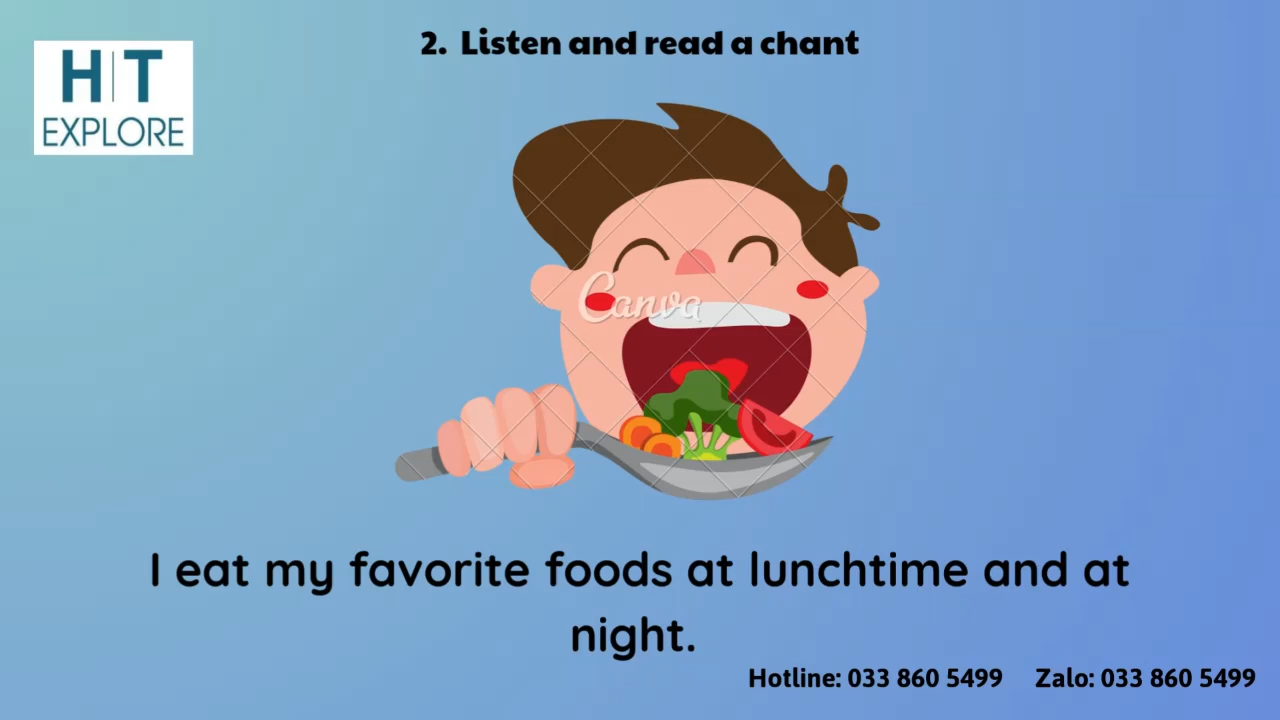 2. Listen and read a chant
H|T
EXPLORE
Canva
I eat my favorite foods at lunchtime and at
night.
Hotline: 033 860 5499 Zalo: 033 860 5499